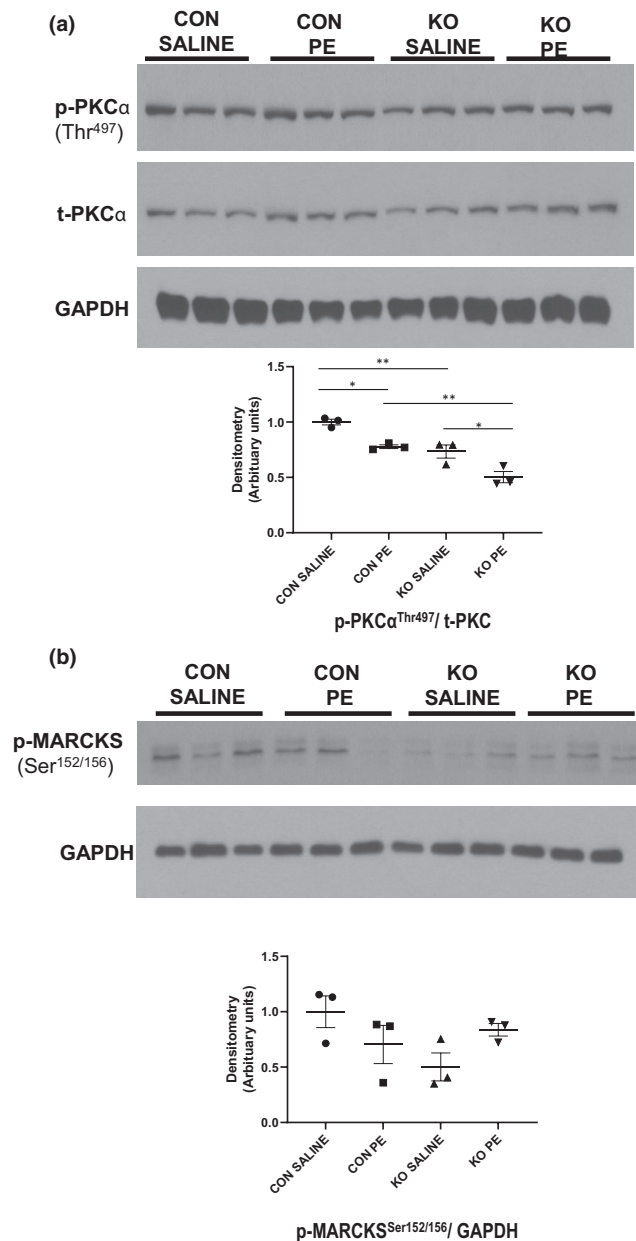 (a)
CON CON KO KO
SALINE PE SALINE PE
p-PKCα
(Thr497)
t-PKCα
GAPDH
1.5
**
*
**
1.0
*
Densitometry
(Arbituary units)
0.5
0.0
CON SALINE
CON PE
KO SALINE
KO PE
p-PKCαThr497/ t-PKC
(b)
CON CON KO KO
SALINE PE SALINE PE
p-MARCKS
(Ser152/156)
GAPDH
1.5
1.0
Densitometry
(Arbituary units)
0.5
0.0
CON SALINE
CON PE
KO SALINE
KO PE
p-MARCKSSer152/156/ GAPDH